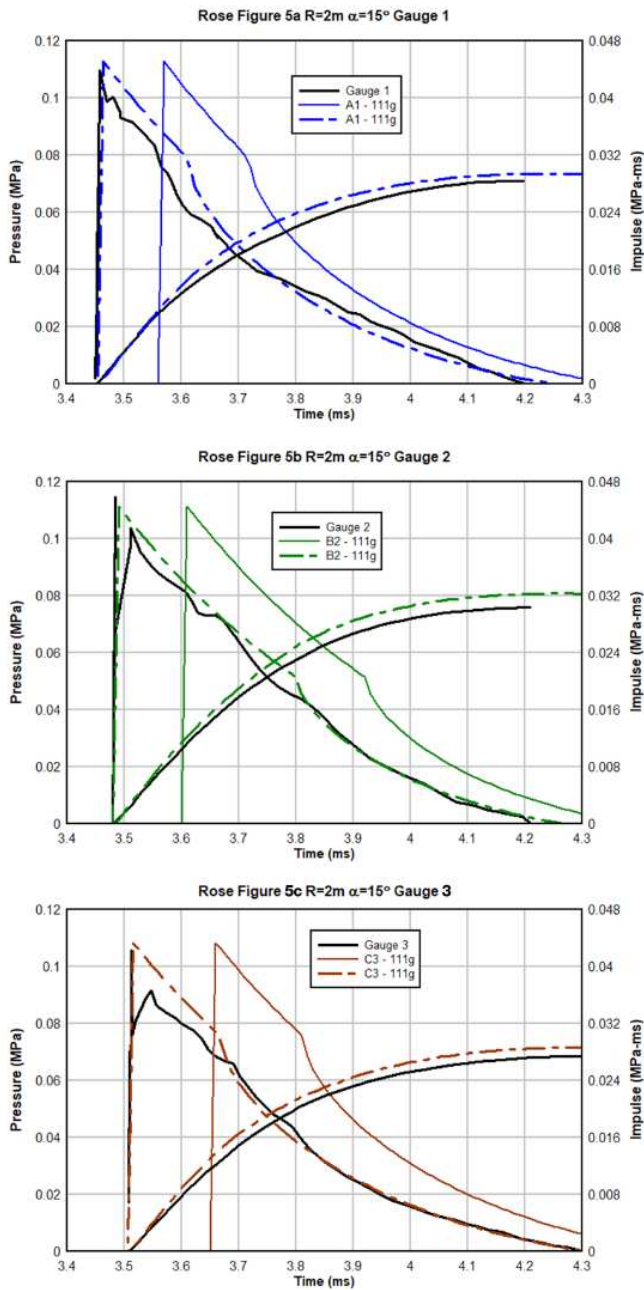 Rose Figure 5a R=2m α=15° Gauge 1
0.12
0.1
0.08
0.06
0.04
0.02
0
Pressure (MPa)
Gauge 1
A1 - 111g
A1 - 111g
0.048
0.04
0.032
0.024
0.016
0.008
0
Impulse (MPa-ms)
3.4 3.5 3.6 3.7 3.8 3.9 4 4.1 4.2 4.3
Time (ms)
Rose Figure 5b R=2m α=15° Gauge 2
0.12
0.1
0.08
0.06
0.04
0.02
0
Pressure (MPa)
Gauge 2
B2 - 111g
B2 - 111g
0.048
0.04
0.032
0.024
0.016
0.008
0
Impulse (MPa-ms)
3.4 3.5 3.6 3.7 3.8 3.9 4 4.1 4.2 4.3
Time (ms)
Rose Figure 5c R=2m α=15° Gauge 3
0.12
0.1
0.08
0.06
0.04
0.02
0
Pressure (MPa)
Gauge 3
C3 - 111g
C3 - 111g
0.048
0.04
0.032
0.024
0.016
0.008
0
Impulse (MPa-ms)
3.4 3.5 3.6 3.7 3.8 3.9 4 4.1 4.2 4.3
Time (ms)